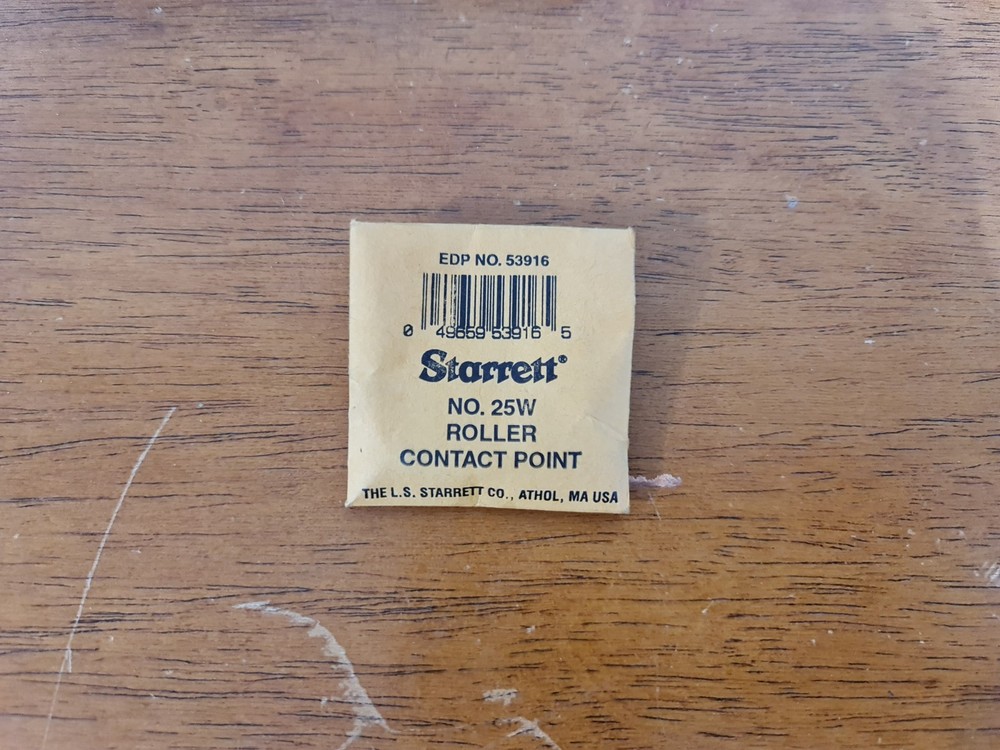 EDP NO. 53916
0 49659 53916 5
Starrett®
NO. 25W
ROLLER
CONTACT POINT
THE L.S. STARRETT CO., ATHOL, MA USA